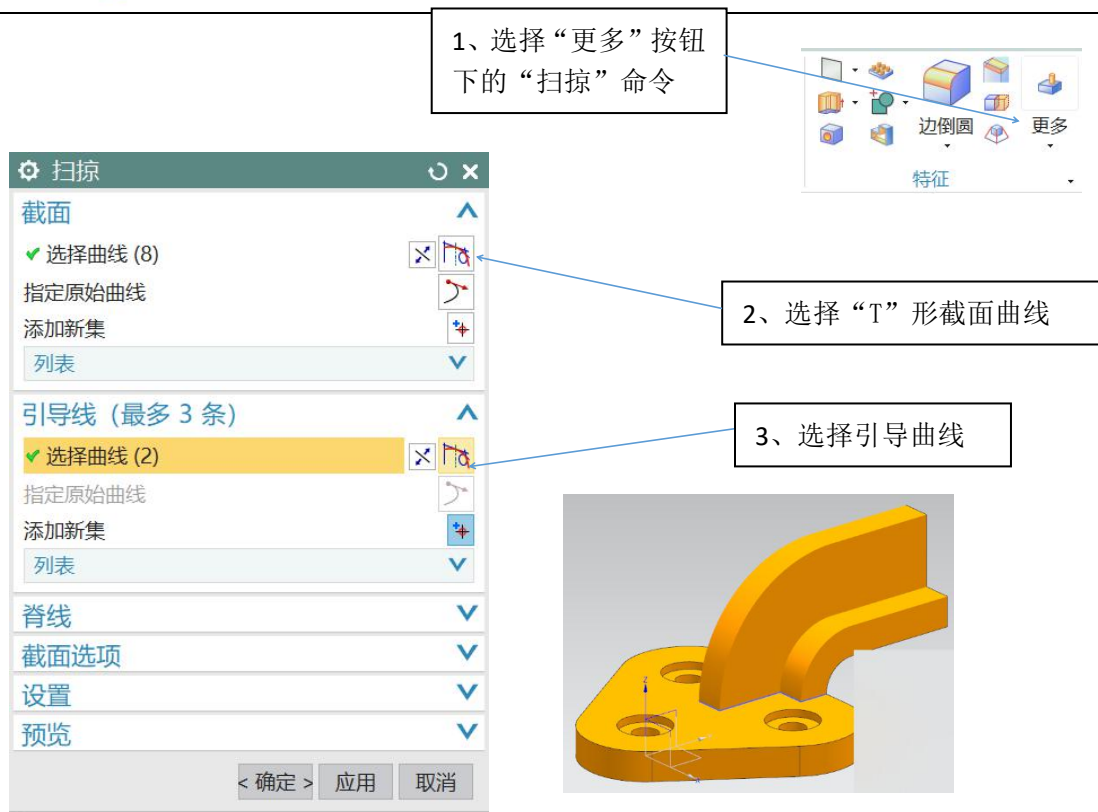 1、选择“更多”按钮
下的“扫掠”命令
边倒圆
更多
特征
扫掠
截面
选择曲线 (8)
指定原始曲线
添加新集
列表
2、选择“T”形截面曲线
引导线（最多 3 条）
选择曲线 (2)
指定原始曲线
添加新集
列表
3、选择引导曲线
脊线
截面选项
设置
预览
< 确定 > 应用 取消
Z